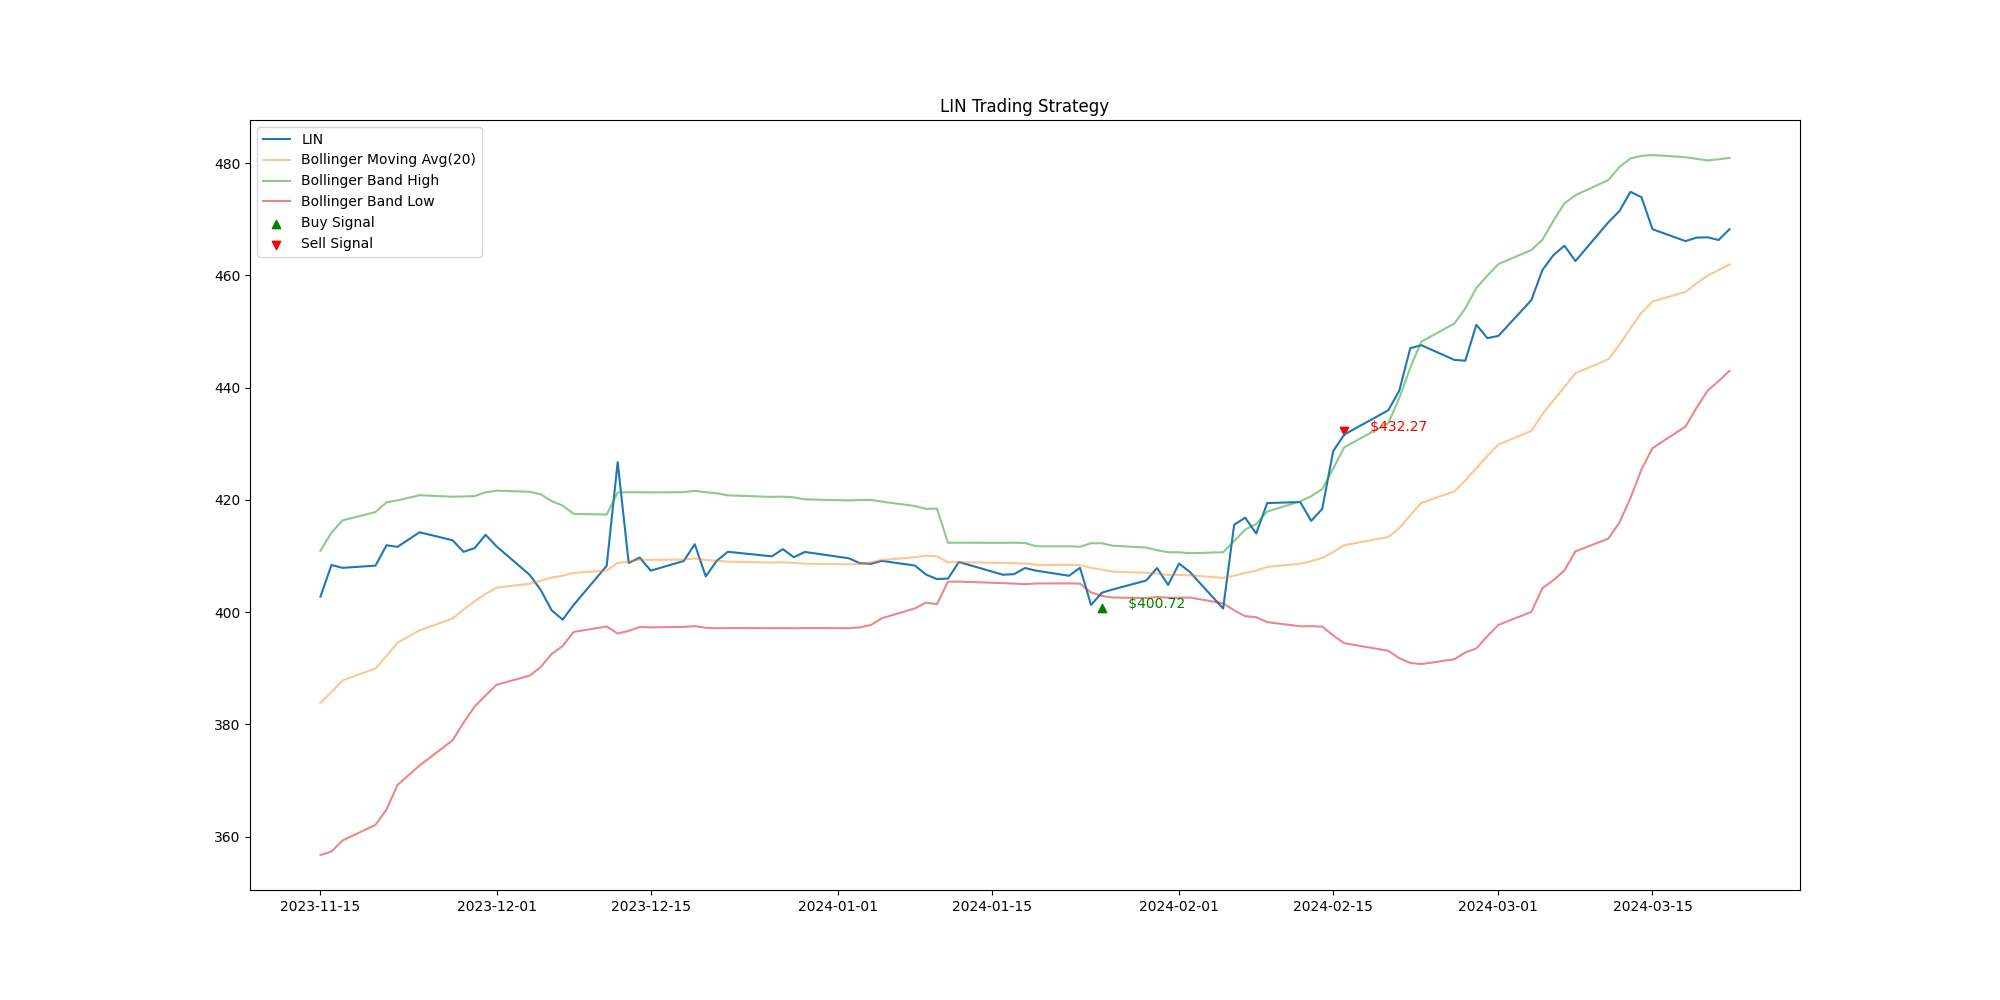 LIN Trading Strategy
LIN
Bollinger Moving Avg(20)
Bollinger Band High
Bollinger Band Low
Buy Signal
Sell Signal
480
460
440
420
400
380
360
$432.27
$400.72
2023-11-15
2023-12-01
2023-12-15
2024-01-01
2024-01-15
2024-02-01
2024-02-15
2024-03-01
2024-03-15